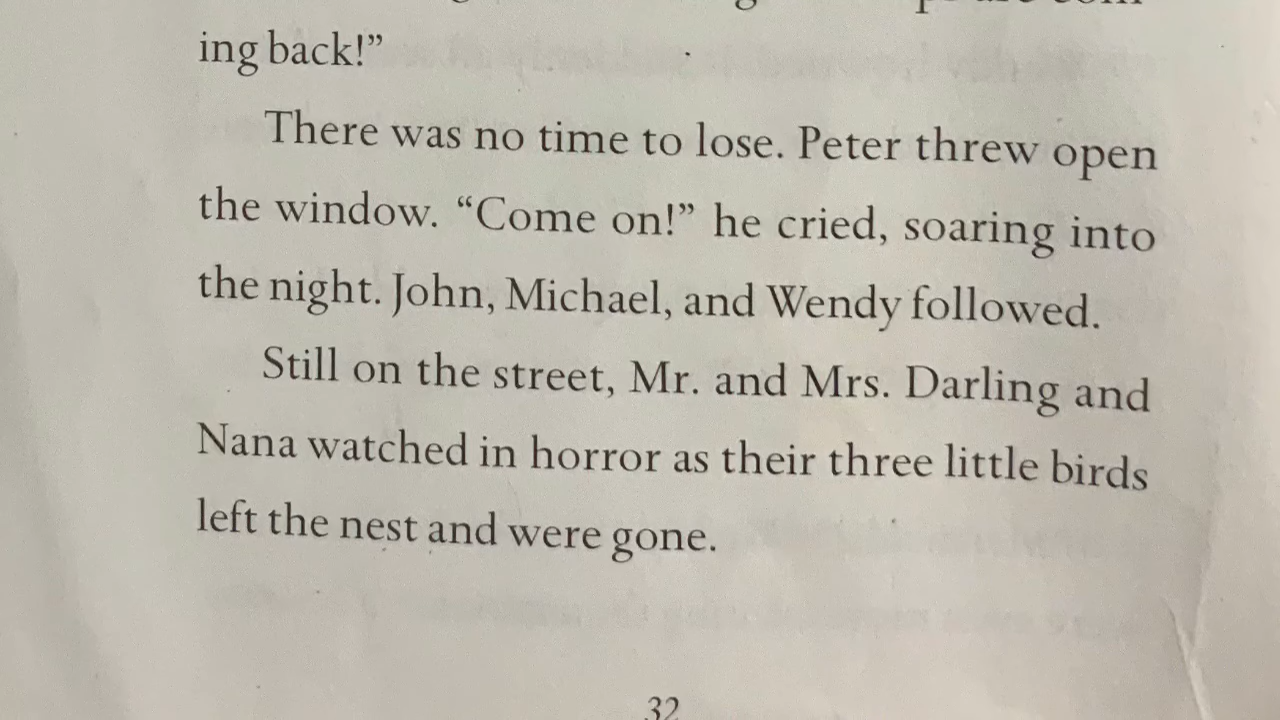 ing back!”
There was no time to lose. Peter threw open
the window. “Come on!” he cried, soaring into
the night. John, Michael, and Wendy followed.
Still on the street, Mr. and Mrs. Darling and
Nana watched in horror as their three little birds
left the nest and were gone.
32